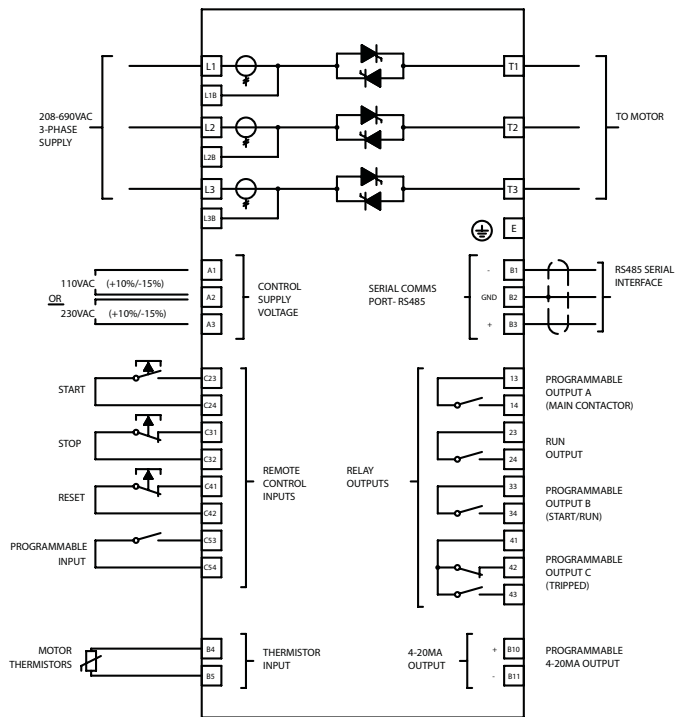 L1
T1
L1B
208-690VAC
3-PHASE
SUPPLY
L2
T2
TO MOTOR
L2B
L3
T3
L3B
E
A1
110VAC (+10%/-15%)
OR
A2
230VAC (+10%/-15%)
A3
CONTROL
SUPPLY
VOLTAGE
SERIAL COMMS
PORT- RS485
- B1
GND B2
+ B3
RS485 SERIAL
INTERFACE
START
C23
C24
STOP
C31
C32
RESET
C41
C42
PROGRAMMABLE
INPUT
C53
C54
REMOTE
CONTROL
INPUTS
RELAY
OUTPUTS
13
14
PROGRAMMABLE
OUTPUT A
(MAIN CONTACTOR)
23
24
RUN
OUTPUT
33
34
PROGRAMMABLE
OUTPUT B
(START/RUN)
41
42
43
PROGRAMMABLE
OUTPUT C
(TRIPPED)
MOTOR
THERMISTORS
B4
B5
THERMISTOR
INPUT
4-20MA
OUTPUT
+ B10
- B11
PROGRAMMABLE
4-20MA OUTPUT